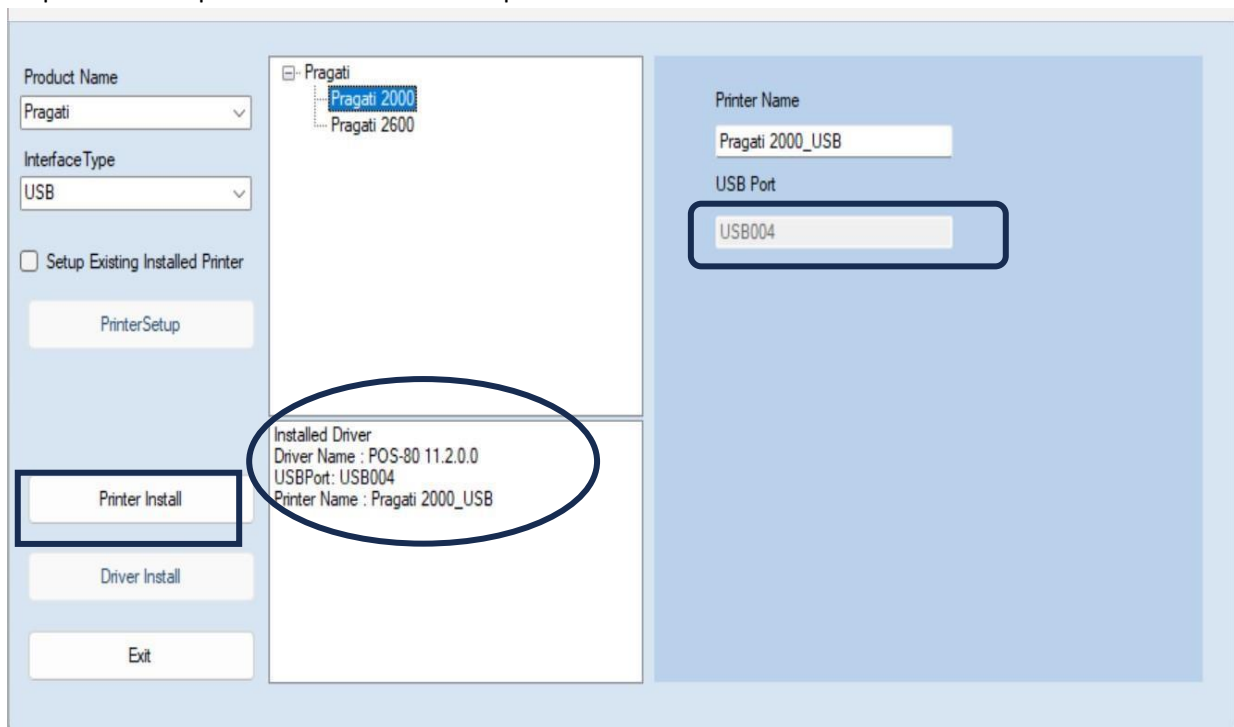 Product Name
Pragati
InterfaceType
USB
Setup Existing Installed Printer
PrinterSetup
Printer Install
Driver Install
Exit
Pragati
Pragati 2000
Pragati 2600
Installed Driver
Driver Name : POS-80 11.2.0.0
USBPort: USB004
Printer Name : Pragati 2000_USB
Printer Name
Pragati 2000_USB
USB Port
USB004